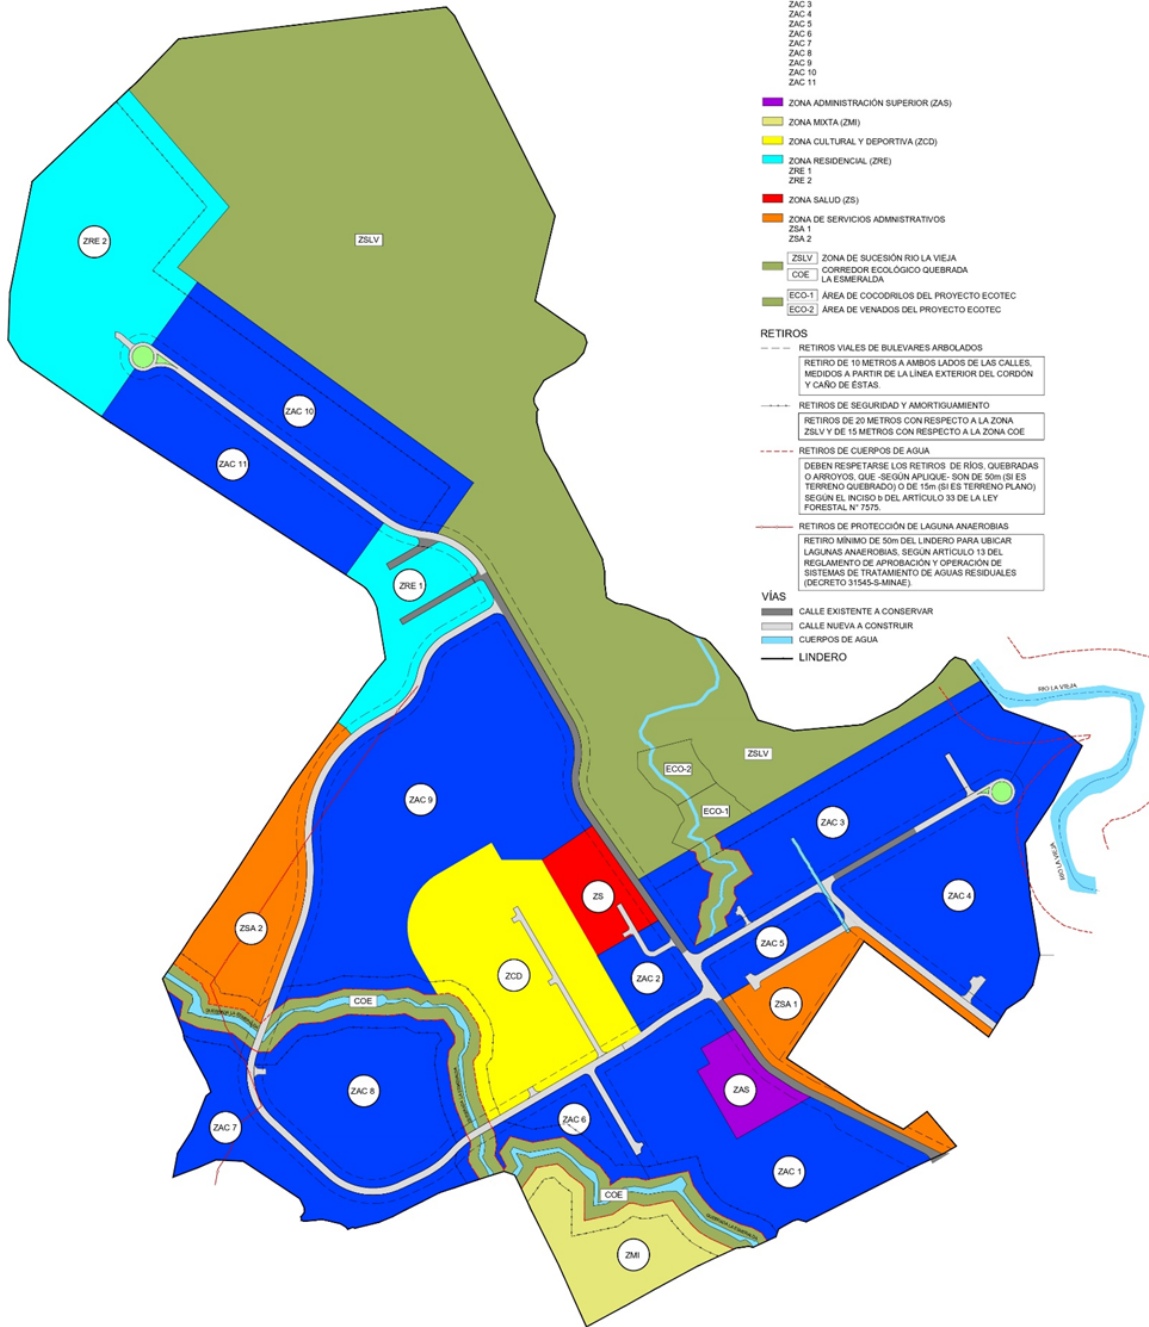 ZAC 3
ZAC 4
ZAC 5
ZAC 6
ZAC 7
ZAC 8
ZAC 9
ZAC 10
ZAC 11
ZONA ADMINISTRACIÓN SUPERIOR (ZAS)
ZONA MIXTA (ZMI)
ZONA CULTURAL Y DEPORTIVA (ZCD)
ZONA RESIDENCIAL (ZRE)
ZRE 1
ZRE 2
ZONA SALUD (ZS)
ZONA DE SERVICIOS ADMNISTRATIVOS
ZSA 1
ZSA 2
ZSLV ZONA DE SUCESIÓN RIO LA VIEJA
COE CORREDOR ECOLÓGICO QUEBRADA
LA ESMERALDA
ECO-1 ÁREA DE COCODRILOS DEL PROYECTO ECOTEC
ECO-2 ÁREA DE VENADOS DEL PROYECTO ECOTEC
RETIROS
RETIROS VIALES DE BULEVARES ARBOLADOS
RETIRO DE 10 METROS A AMBOS LADOS DE LAS CALLES,
MEDIDOS A PARTIR DE LA LÍNEA EXTERIOR DEL CORDÓN
Y CAÑO DE ÉSTAS.
RETIROS DE SEGURIDAD Y AMORTIGUAMIENTO
RETIROS DE 20 METROS CON RESPECTO A LA ZONA
ZSLV Y DE 15 METROS CON RESPECTO A LA ZONA COE
RETIROS DE CUERPOS DE AGUA
DEBEN RESPETARSE LOS RETIROS DE RÍOS, QUEBRADAS
O ARROYOS, QUE -SEGÚN APLIQUE- SON DE 50m (SI ES
TERRENO QUEBRADO) O DE 15m (SI ES TERRENO PLANO)
SEGÚN EL INCISO b DEL ARTÍCULO 33 DE LA LEY
FORESTAL N° 7575.
RETIROS DE PROTECCIÓN DE LAGUNA ANAEROBIAS
RETIRO MÍNIMO DE 50m DEL LINDERO PARA UBICAR
LAGUNAS ANAEROBIAS, SEGÚN ARTÍCULO 13 DEL
REGLAMENTO DE APROBACIÓN Y OPERACIÓN DE
SISTEMAS DE TRATAMIENTO DE AGUAS RESIDUALES
(DECRETO 31545-S-MINAE).
VÍAS
CALLE EXISTENTE A CONSERVAR
CALLE NUEVA A CONSTRUIR
CUERPOS DE AGUA
LINDERO
ZRE 2
ZSLV
ZAC 10
ZAC 11
ZRE 1
RIO LA VIEJA
ZSLV
ECO-2
ECO-1
ZAC 9
ZAC 3
RIO LA VIEJA
ZS
ZAC 4
ZSA 2
ZAC 5
ZCD
ZAC 2
COE
ZSA 1
ZAC 8
ZAS
ZAC 7
ZAC 6
ZAC 1
COE
QUEBRADA LA ESMERALDA
ZMI